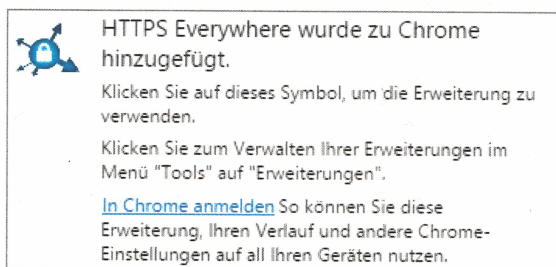 HTTPS Everywhere wurde zu Chrome
hinzugefügt.
Klicken Sie auf dieses Symbol, um die Erweiterung zu
verwenden.
Klicken Sie zum Verwalten Ihrer Erweiterungen im
Menü "Tools" auf "Erweiterungen".
In Chrome anmelden So können Sie diese
Erweiterung, Ihren Verlauf und andere Chrome-
Einstellungen auf all Ihren Geräten nutzen.